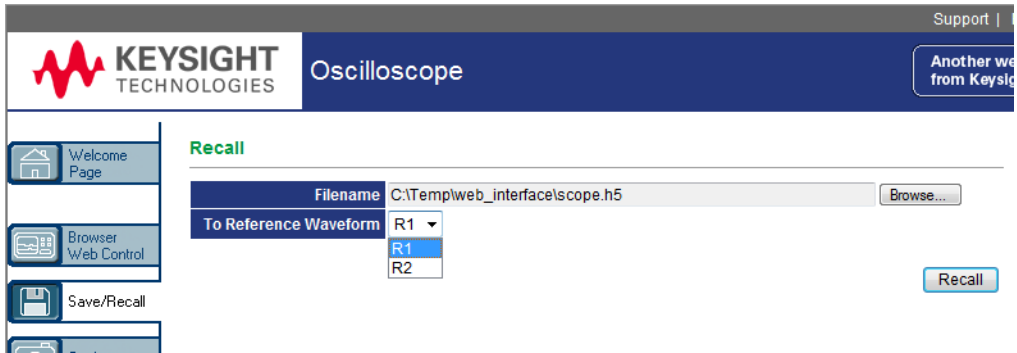 Support |
KEYSIGHT
TECHNOLOGIES
Oscilloscope
Another we
from Keysig
Welcome
Page
Recall
Filename C:\Temp\web_interface\scope.h5 Browse...
To Reference Waveform R1
R1
R2
Browser
Web Control
Recall
Save/Recall